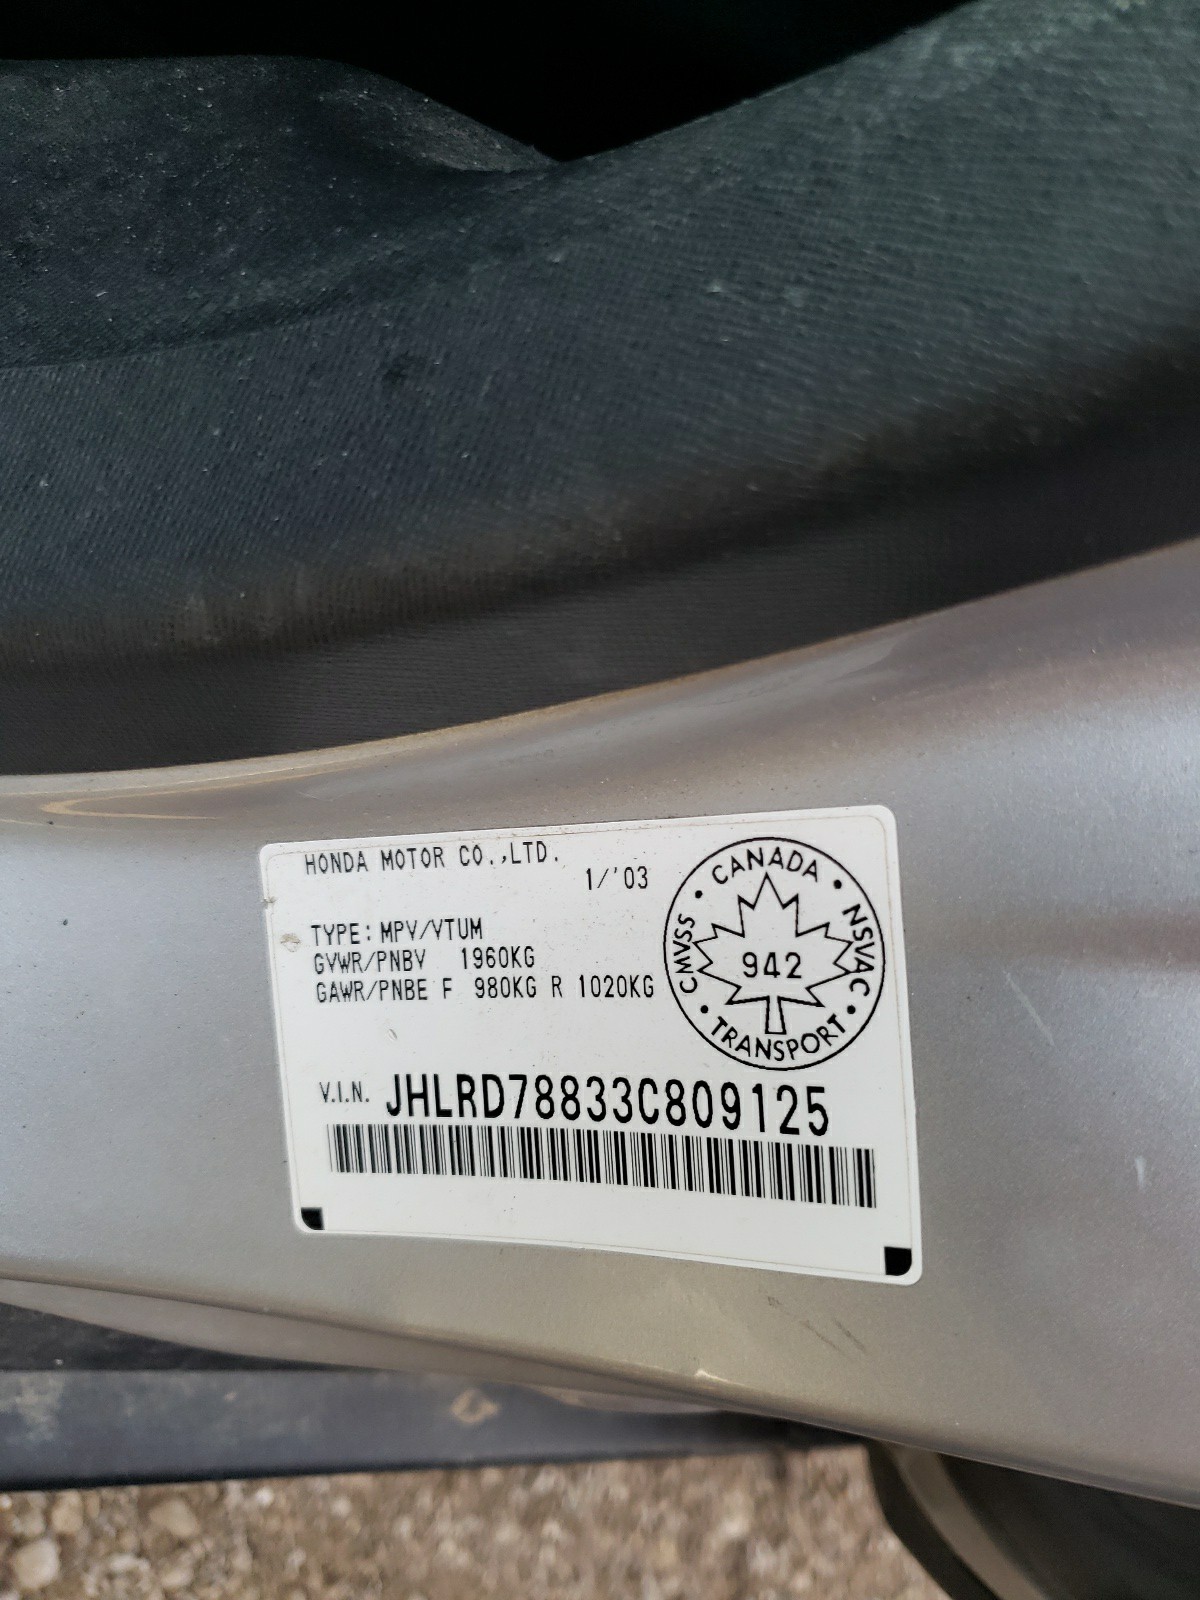 HONDA MOTOR CO.,LTD.
1/'03
TYPE: MPV/VTUM
GVWR/PNBV 1960KG
GAWR/PNBE F 980KG R 1020KG
CANADA • NSVAC • TRANSPORT • CMVSS •
942
V.I.N. JHLRD78833C809125